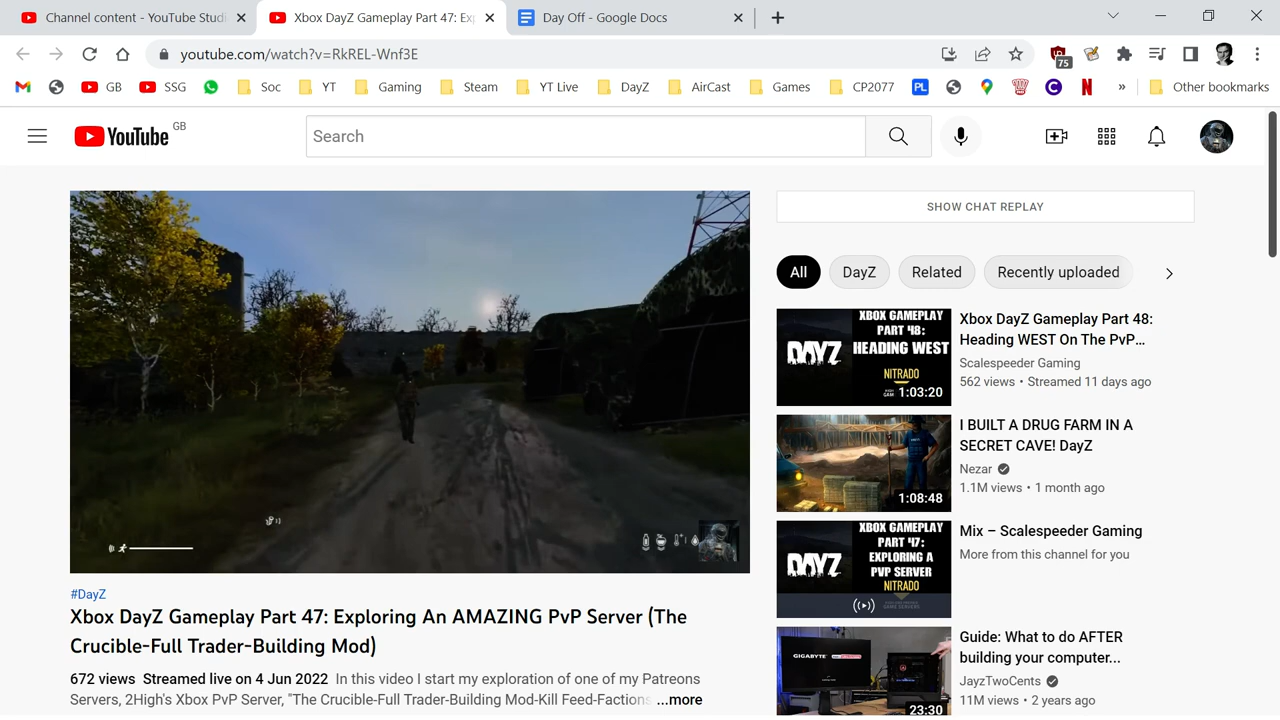 Channel content - YouTube Studi
Xbox DayZ Gameplay Part 47: Exp
Day Off - Google Docs
youtube.com/watch?v=RkREL-Wnf3E
75
GB
SSG
Soc
YT
Gaming
Steam
YT Live
DayZ
AirCast
Games
CP2077
PL
C
N
»
Other bookmarks
YouTube GB
Search
SHOW CHAT REPLAY
All
DayZ
Related
Recently uploaded
XBOX GAMEPLAY
PART 48:
HEADING WEST
DAYZ
NITRADO
1:03:20
Xbox DayZ Gameplay Part 48:
Heading WEST On The PvP...
Scalespeeder Gaming
562 views • Streamed 11 days ago
1:08:48
I BUILT A DRUG FARM IN A
SECRET CAVE! DayZ
Nezar
1.1M views • 1 month ago
XBOX GAMEPLAY
PART 47:
EXPLORING A
PVP SERVER
DAYZ
NITRADO
Mix – Scalespeeder Gaming
More from this channel for you
GIGABYTE
23:30
Guide: What to do AFTER
building your computer...
JayzTwoCents
11M views • 2 years ago
#DayZ
Xbox DayZ Gameplay Part 47: Exploring An AMAZING PvP Server (The
Crucible-Full Trader-Building Mod)
672 views Streamed live on 4 Jun 2022 In this video I start my exploration of one of my Patreons
Servers, 2High's Xbox PvP Server, "The Crucible-FullTrader-Building Mod-Kill Feed-Factions ...more